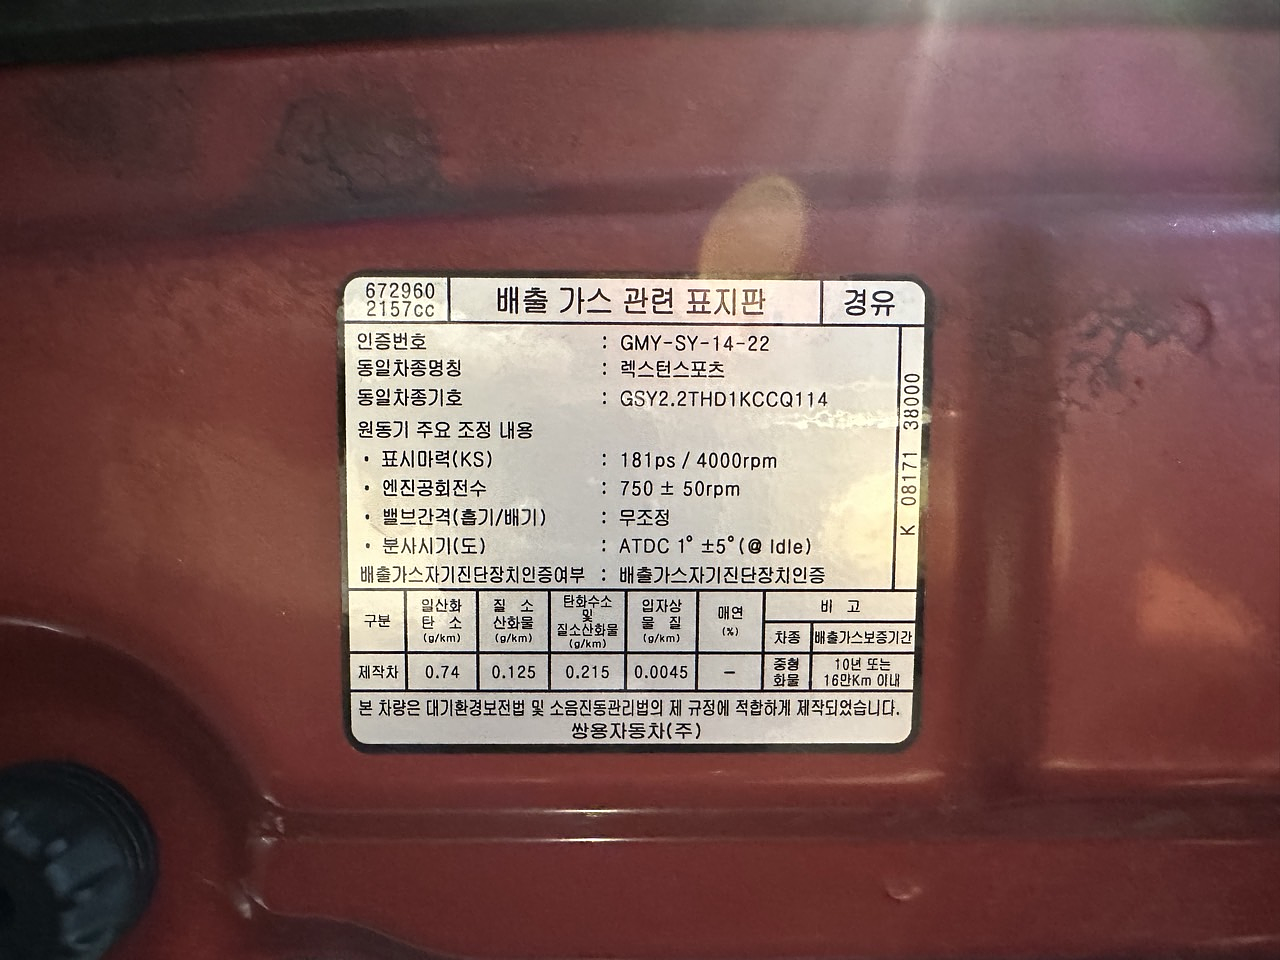 672960
2157cc
배출 가스 관련 표지판
경유
인증번호 : GMY-SY-14-22
동일차종명칭 : 렉스턴스포츠
동일차종기호 : GSY2.2THD1KCCQ114
원동기 주요 조정 내용
· 표시마력(KS) : 181ps / 4000rpm
· 엔진공회전수 : 750 ± 50rpm
· 밸브간격(흡기/배기) : 무조정
· 분사시기(도) : ATDC 1° ±5°(@ Idle)
배출가스자기진단장치인증여부 : 배출가스자기진단장치인증
K 08171 38000
구분 일산화탄소(g/km) 질소산화물(g/km) 탄화수소및질소산화물(g/km) 입자상물질(g/km) 매연(%) 비고
차종 배출가스보증기간
제작차 0.74 0.125 0.215 0.0045 – 중형화물 10년 또는 16만Km 이내
본 차량은 대기환경보전법 및 소음진동관리법의 제 규정에 적합하게 제작되었습니다.
쌍용자동차(주)